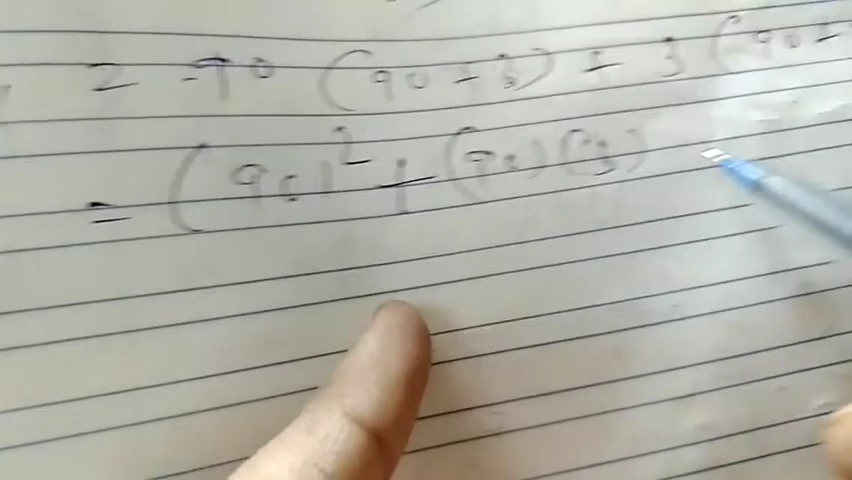 = 90 (90 + 3) + 3 (90 +
= (90)² + (90)(3)